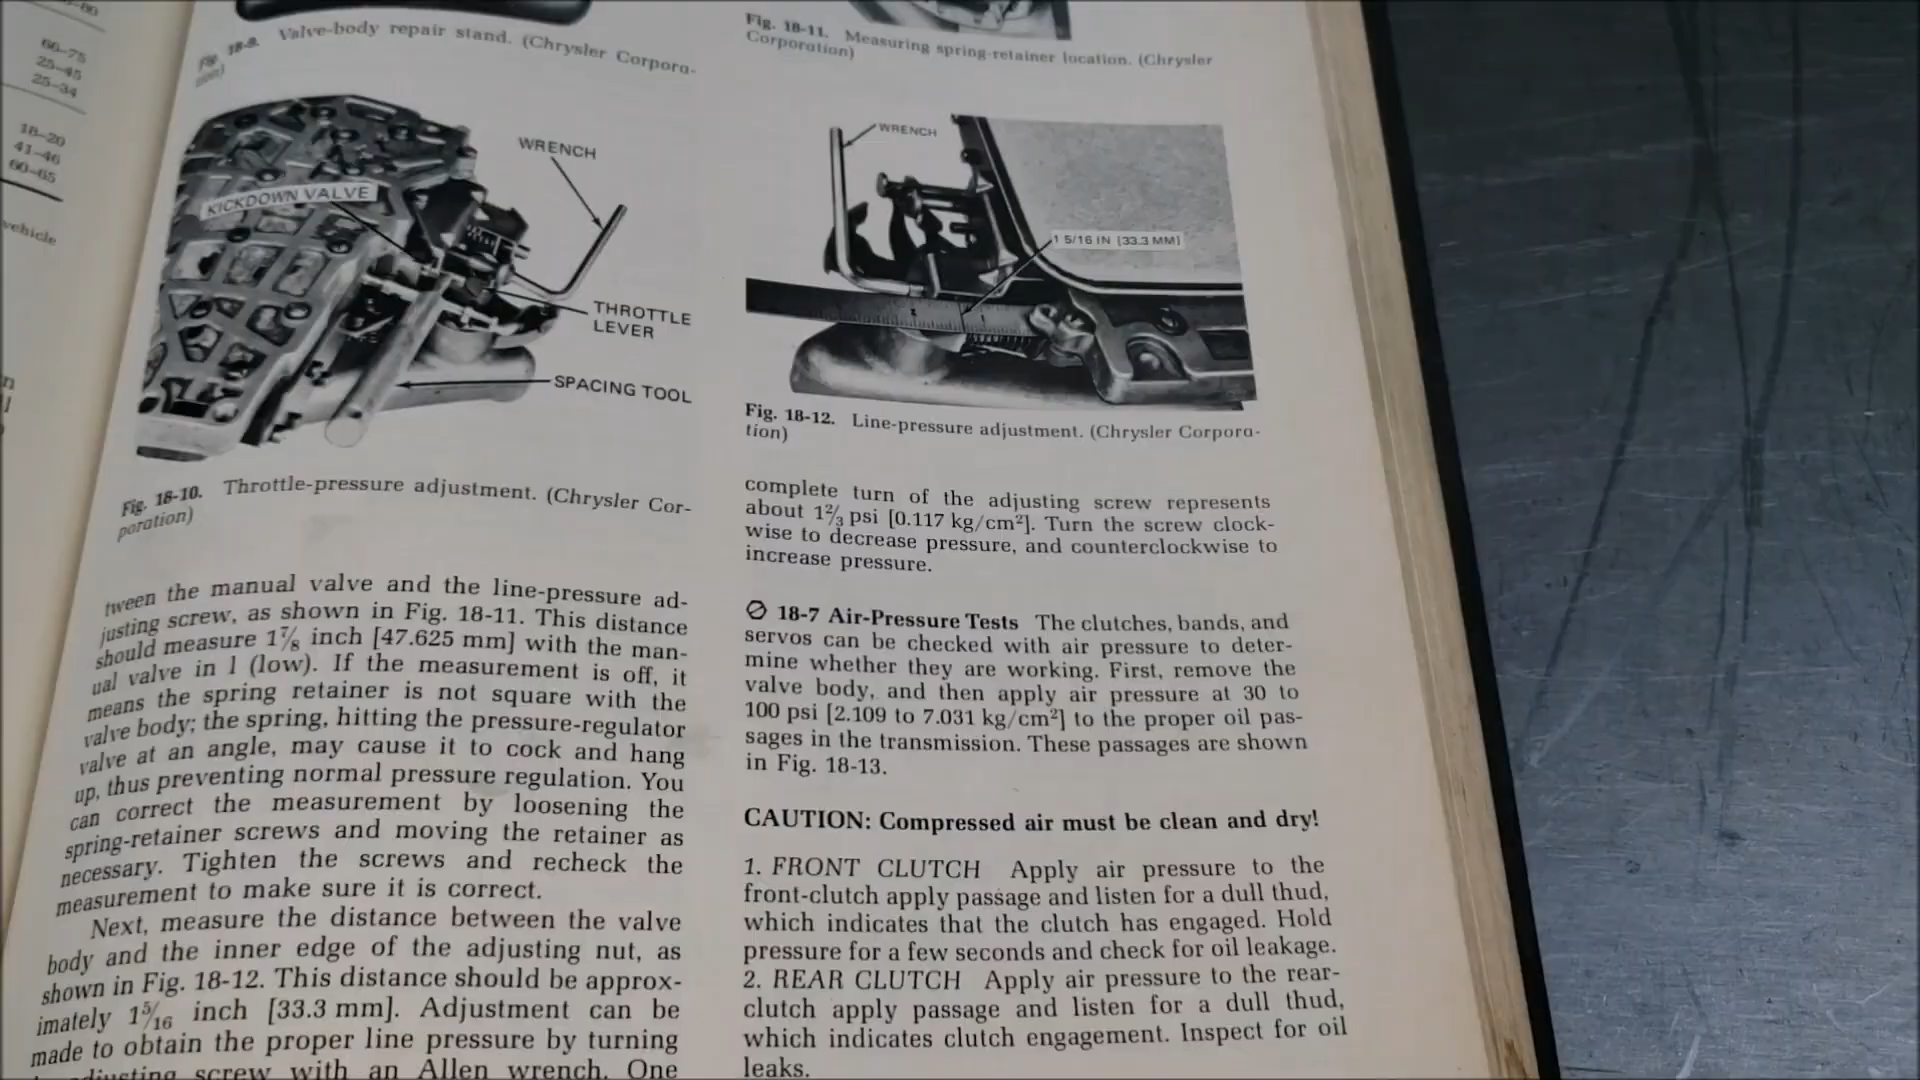 66–75
25–45
25–34
18–20
41–46
60–65
vehicle
Fig. 18-9. Valve-body repair stand. (Chrysler Corpora-
tion)
KICKDOWN VALVE
WRENCH
THROTTLE
LEVER
SPACING TOOL
Fig. 18-10. Throttle-pressure adjustment. (Chrysler Cor-
poration)
tween the manual valve and the line-pressure ad-
justing screw, as shown in Fig. 18-11. This distance
should measure 1⅞ inch [47.625 mm] with the man-
ual valve in 1 (low). If the measurement is off, it
means the spring retainer is not square with the
valve body; the spring, hitting the pressure-regulator
valve at an angle, may cause it to cock and hang
up, thus preventing normal pressure regulation. You
can correct the measurement by loosening the
spring-retainer screws and moving the retainer as
necessary. Tighten the screws and recheck the
measurement to make sure it is correct.
Next, measure the distance between the valve
body and the inner edge of the adjusting nut, as
shown in Fig. 18-12. This distance should be approx-
imately 1 5/16 inch [33.3 mm]. Adjustment can be
made to obtain the proper line pressure by turning
adjusting screw with an Allen wrench. One
Fig. 18-11. Measuring spring-retainer location. (Chrysler
Corporation)
WRENCH
1 5/16 IN [33.3 MM]
Fig. 18-12. Line-pressure adjustment. (Chrysler Corpora-
tion)
complete turn of the adjusting screw represents
about 1⅔ psi [0.117 kg/cm²]. Turn the screw clock-
wise to decrease pressure, and counterclockwise to
increase pressure.
⊘ 18-7 Air-Pressure Tests The clutches, bands, and
servos can be checked with air pressure to deter-
mine whether they are working. First, remove the
valve body, and then apply air pressure at 30 to
100 psi [2.109 to 7.031 kg/cm²] to the proper oil pas-
sages in the transmission. These passages are shown
in Fig. 18-13.
CAUTION: Compressed air must be clean and dry!
1. FRONT CLUTCH Apply air pressure to the
front-clutch apply passage and listen for a dull thud,
which indicates that the clutch has engaged. Hold
pressure for a few seconds and check for oil leakage.
2. REAR CLUTCH Apply air pressure to the rear-
clutch apply passage and listen for a dull thud,
which indicates clutch engagement. Inspect for oil
leaks.